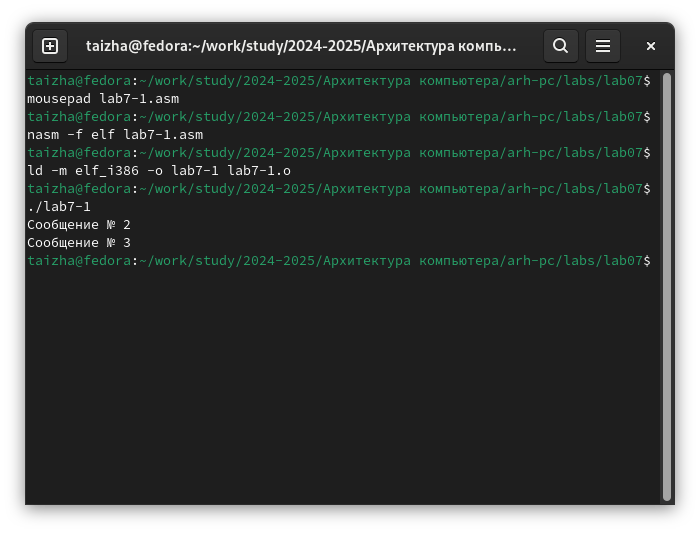 taizha@fedora:~/work/study/2024-2025/Архитектура компь…
taizha@fedora:~/work/study/2024-2025/Архитектура компьютера/arh-pc/labs/lab07$
mousepad lab7-1.asm
taizha@fedora:~/work/study/2024-2025/Архитектура компьютера/arh-pc/labs/lab07$
nasm -f elf lab7-1.asm
taizha@fedora:~/work/study/2024-2025/Архитектура компьютера/arh-pc/labs/lab07$
ld -m elf_i386 -o lab7-1 lab7-1.o
taizha@fedora:~/work/study/2024-2025/Архитектура компьютера/arh-pc/labs/lab07$
./lab7-1
Сообщение № 2
Сообщение № 3
taizha@fedora:~/work/study/2024-2025/Архитектура компьютера/arh-pc/labs/lab07$